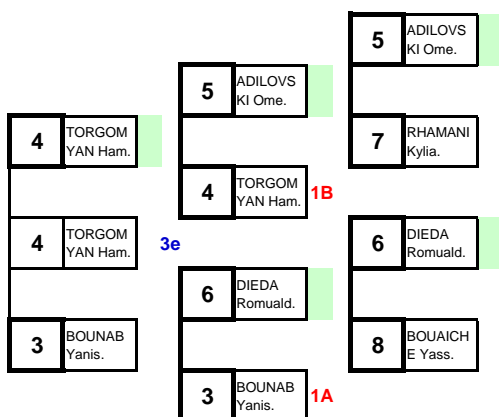 5
ADILOVS
KI Ome.
5
ADILOVS
KI Ome.
4
TORGOM
YAN Ham.
7
RHAMANI
Kylia.
4
TORGOM
YAN Ham.
1B
4
TORGOM
YAN Ham.
3e
6
DIEDA
Romuald.
6
DIEDA
Romuald.
3
BOUNAB
Yanis.
8
BOUAICH
E Yass.
3
BOUNAB
Yanis.
1A